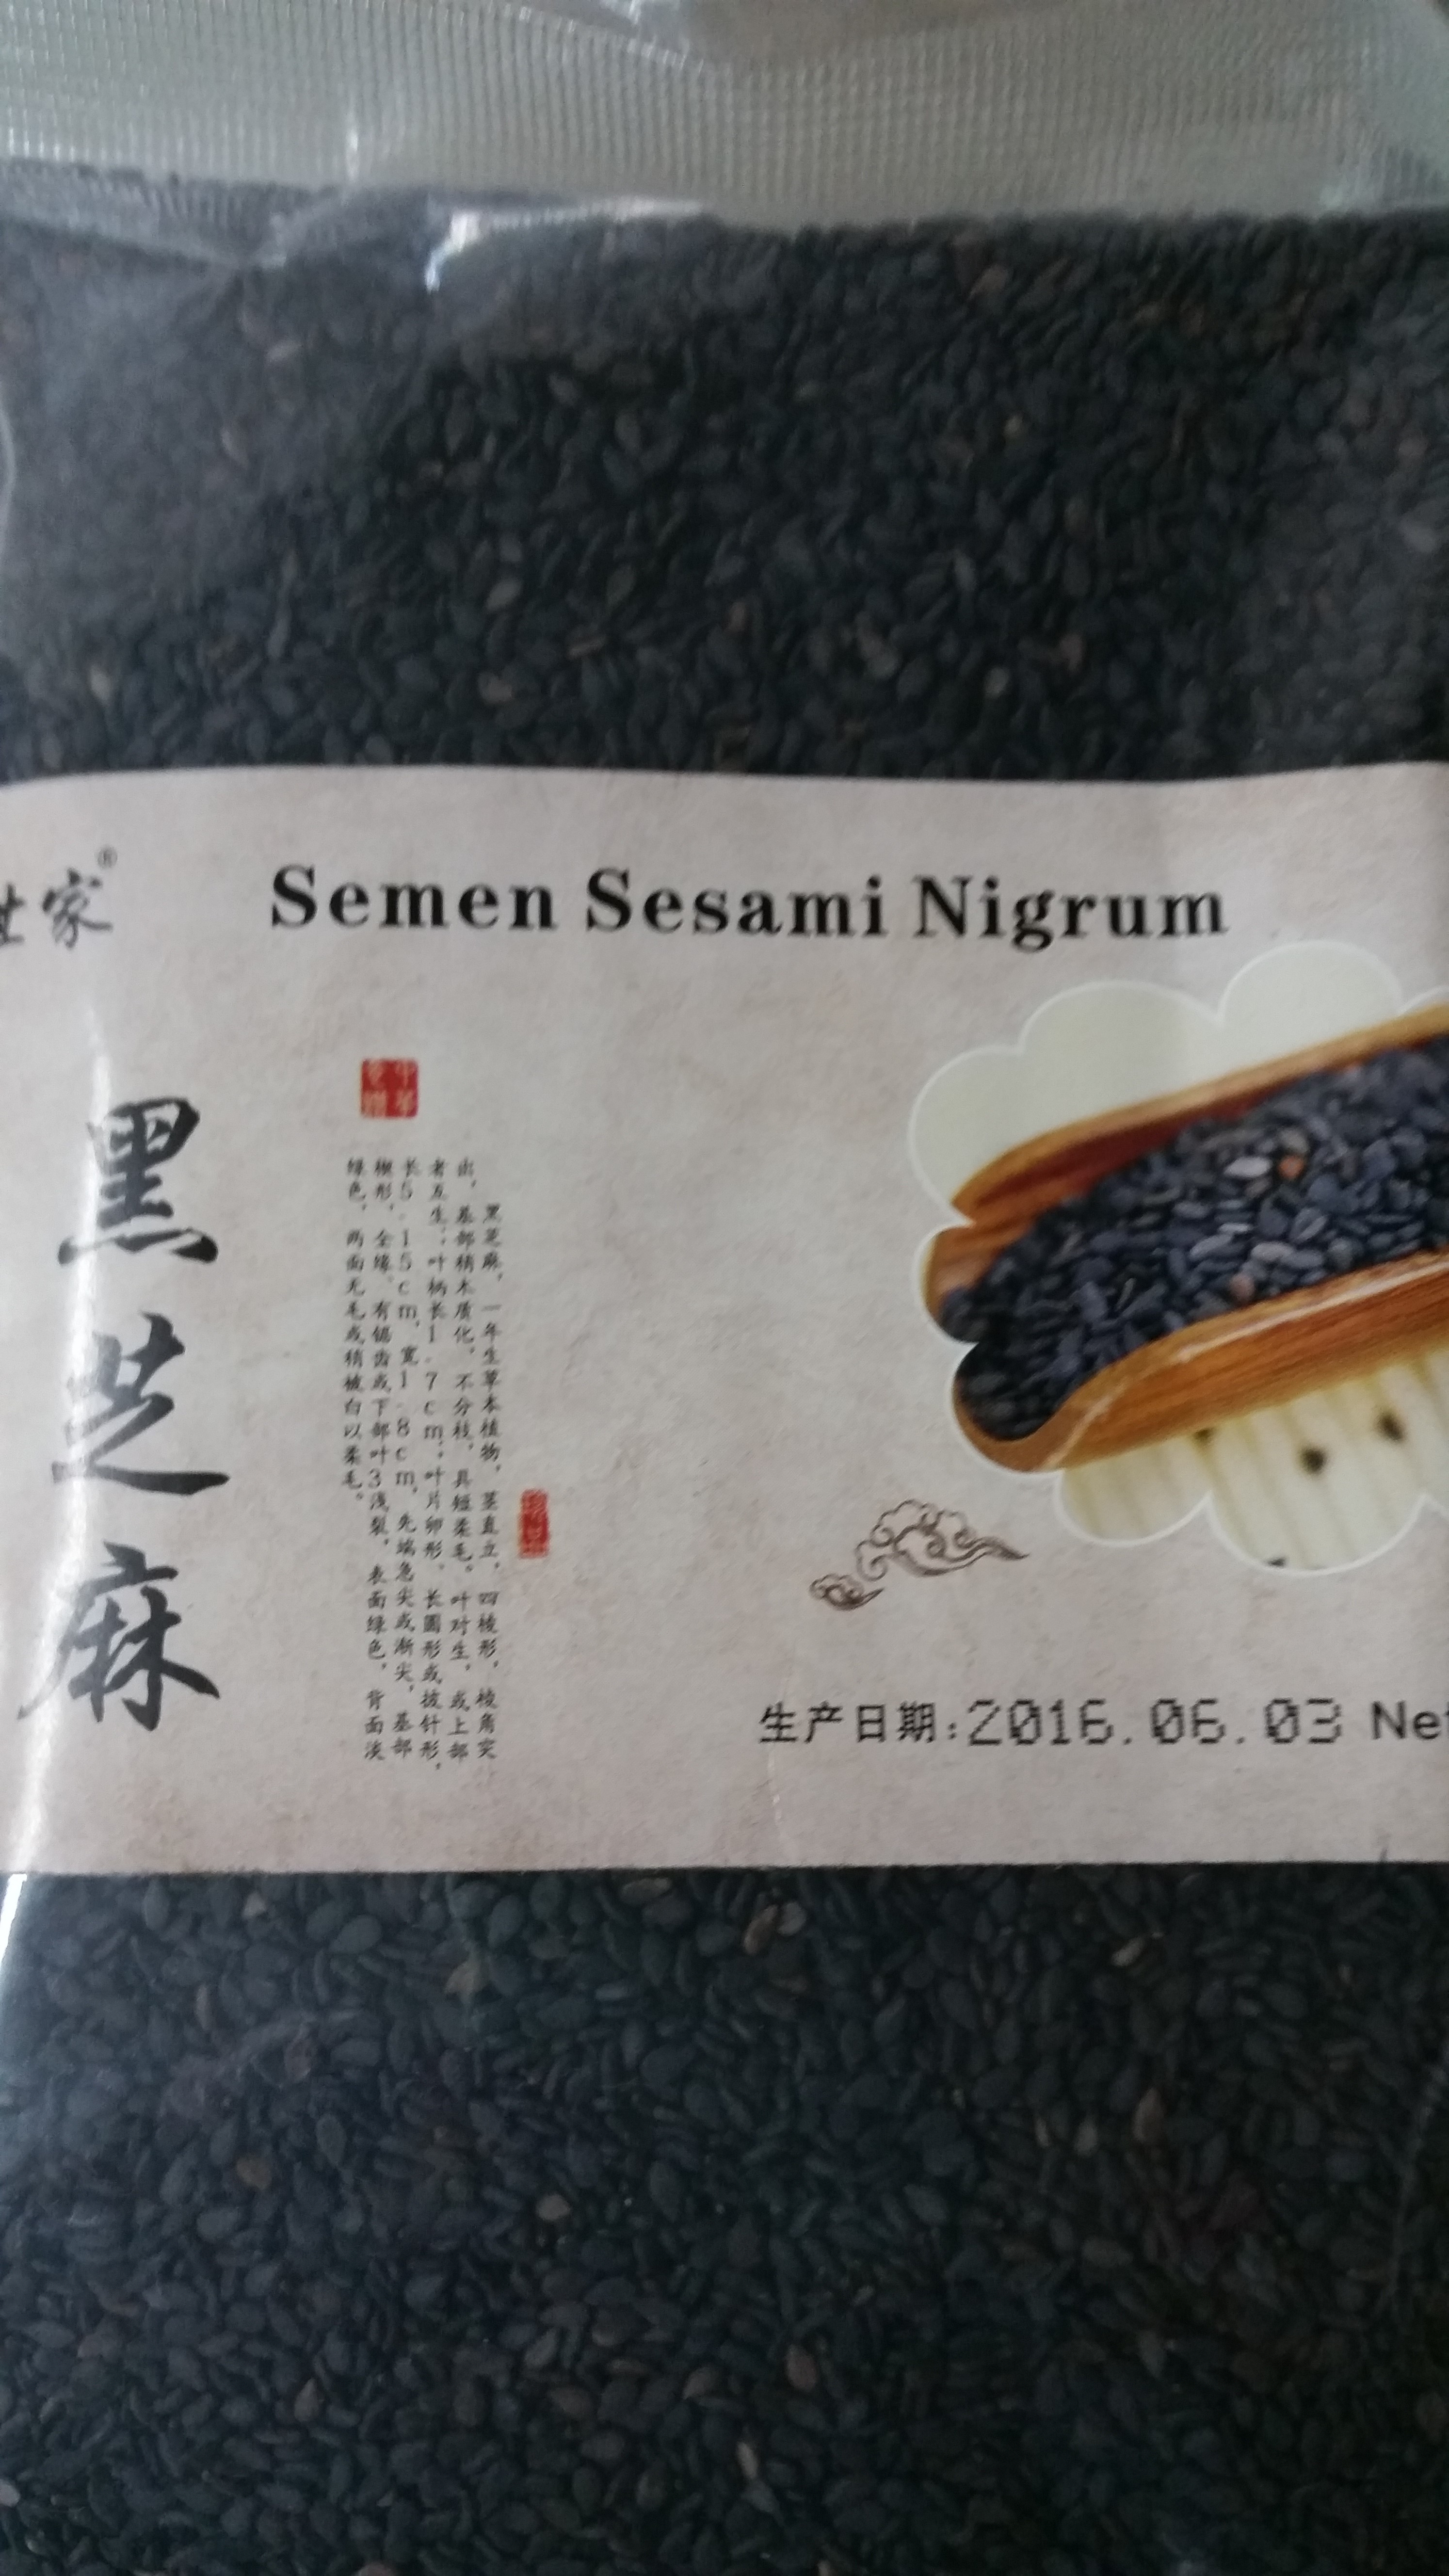 世家®
Semen Sesami Nigrum
黑芝麻
中华
黑芝麻，一年生草本植物，茎直立，四棱形，棱角突
出，基部稍木质化，不分枝，具短柔毛。叶对生，或上部
者互生；叶柄长1-7cm；叶片卵形、长圆形或披针形，
长5-15cm，宽1-8cm，先端急尖或渐尖，基部
楔形，全缘、有锯齿或下部叶3浅裂，表面绿色，背面淡
绿色，两面无毛或稍被白以柔毛。
生产日期:2016.06.03 Net